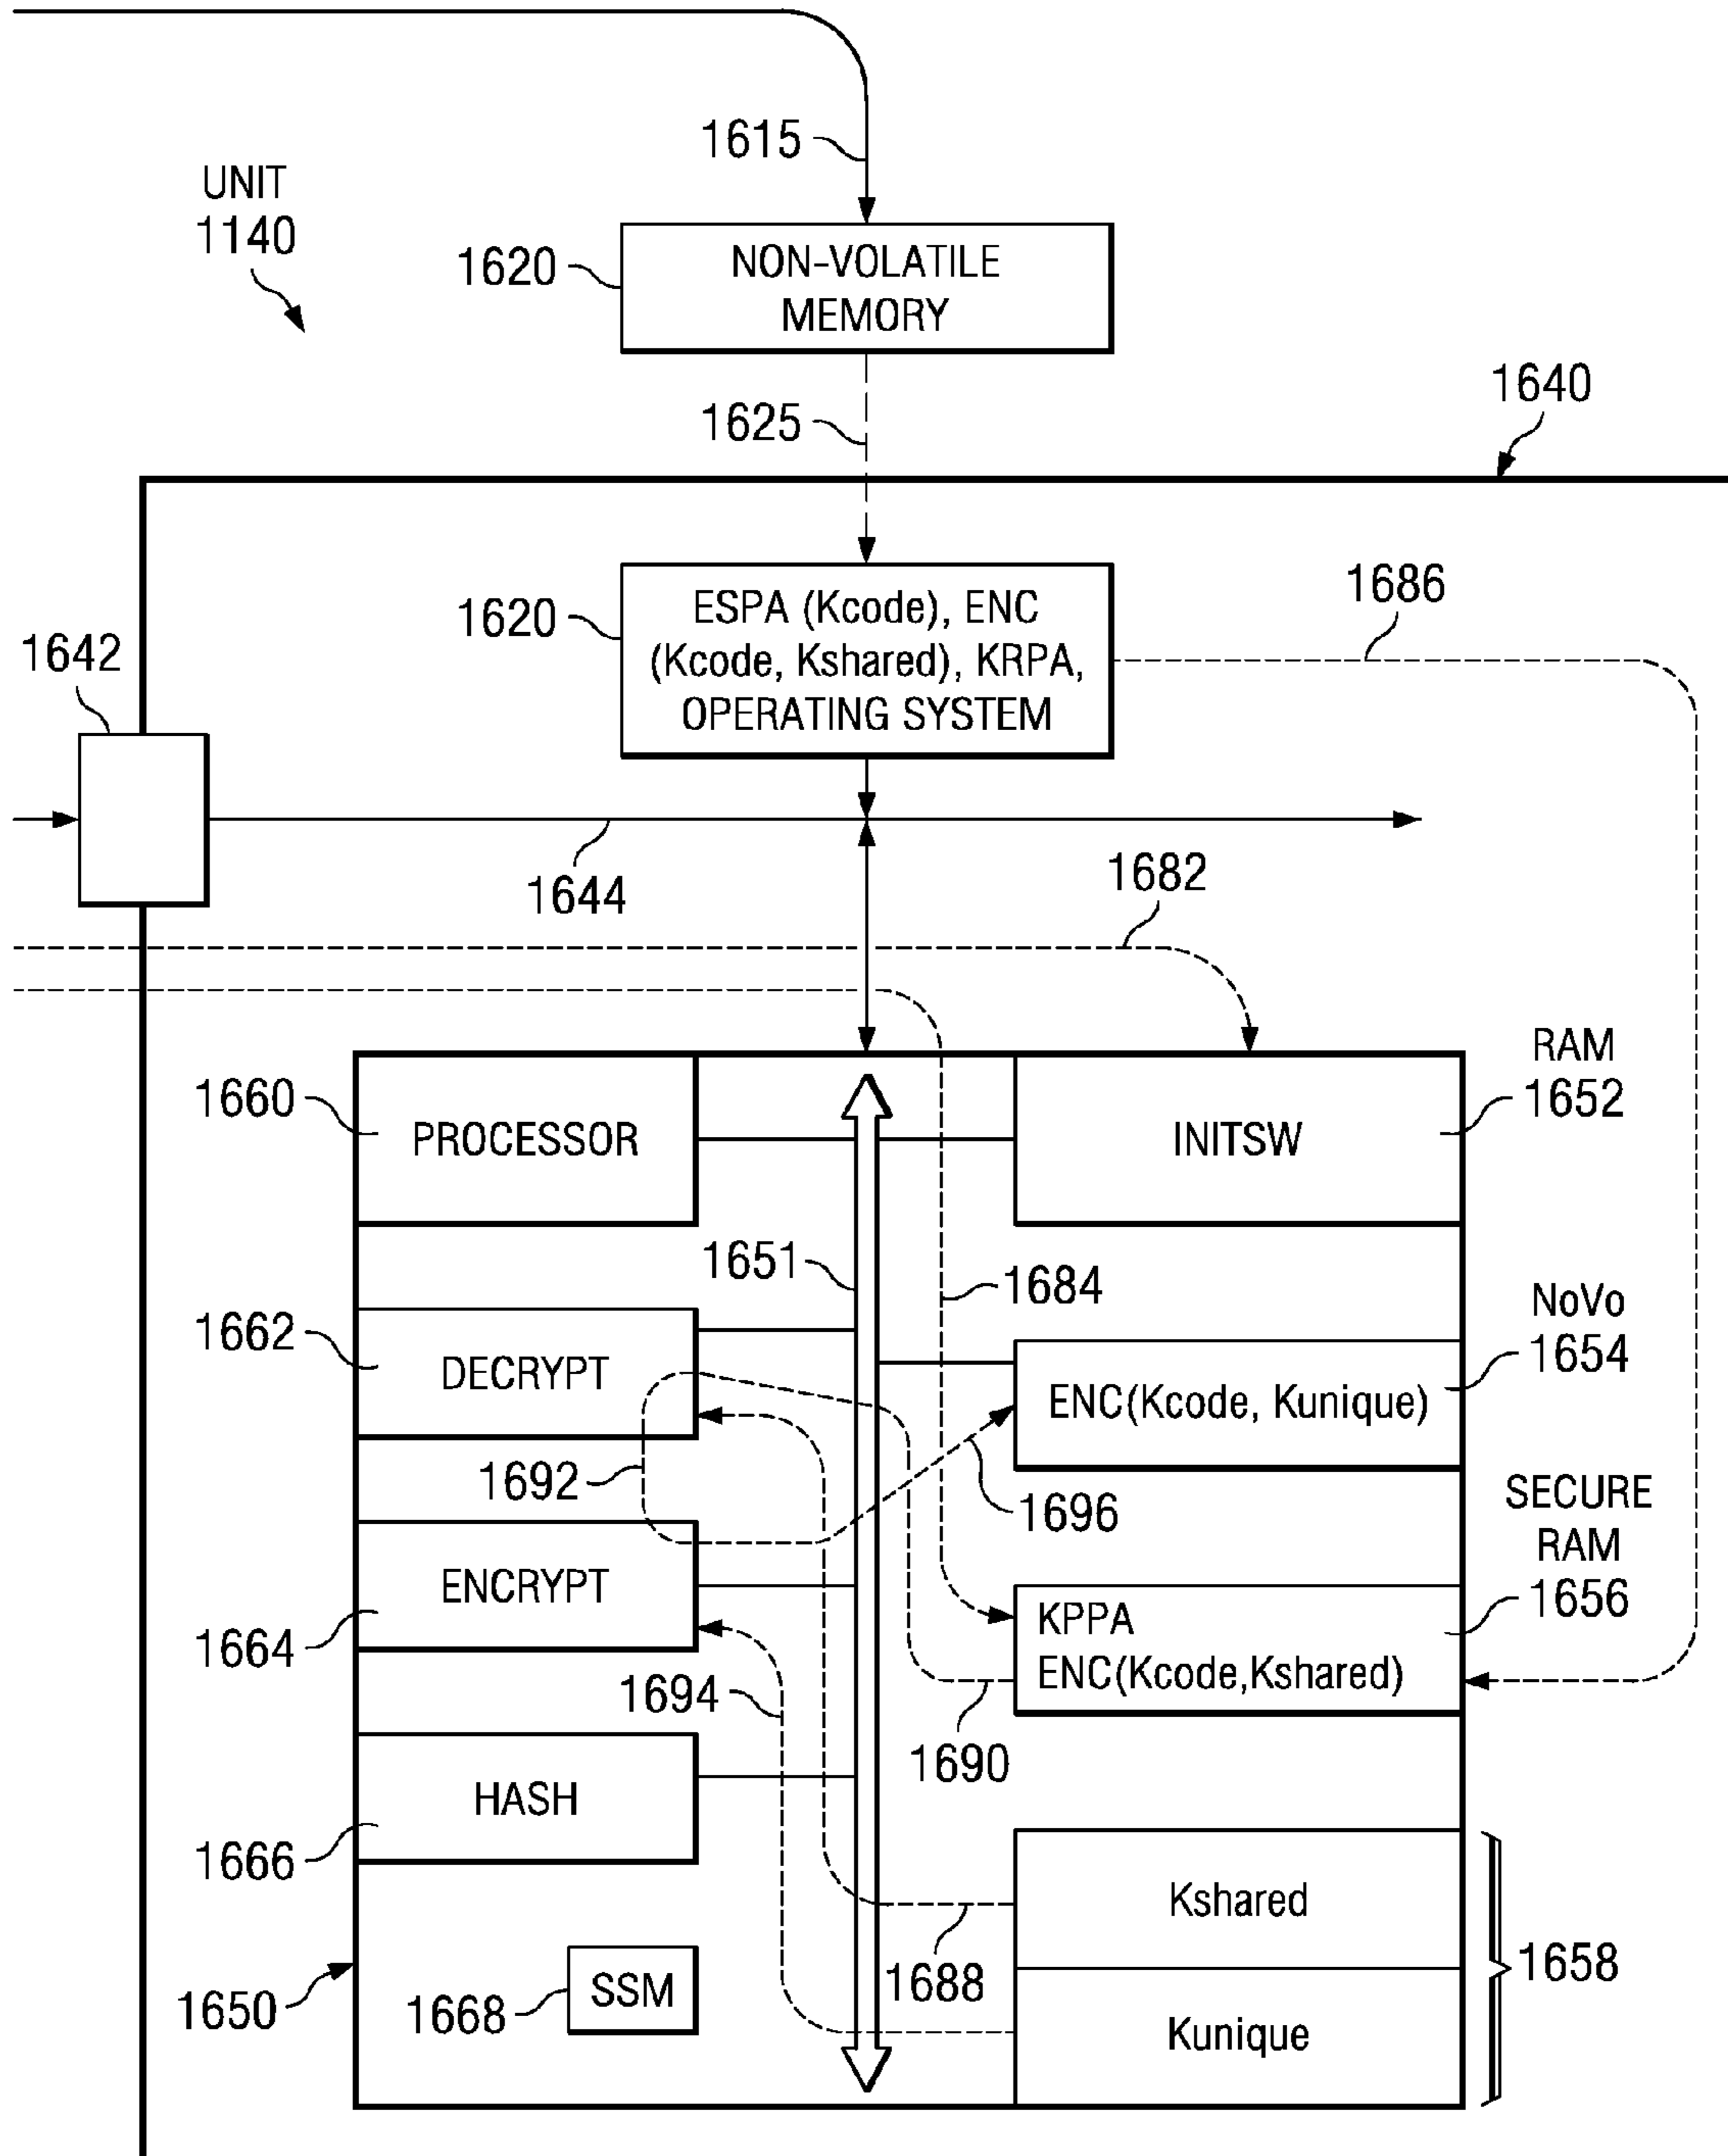 1615
UNIT
1140
1620
NON-VOLATILE
MEMORY
1640
1625
1620
ESPA (Kcode), ENC
(Kcode, Kshared), KRPA,
OPERATING SYSTEM
1686
1642
1644
1682
RAM
1652
1660
PROCESSOR
INITSW
1651
1684
NoVo
1654
1662
DECRYPT
ENC(Kcode, Kunique)
1692
1696
SECURE
RAM
1656
ENCRYPT
1664
KPPA
ENC(Kcode,Kshared)
1694
1690
HASH
1666
Kshared
1658
1650
1668
SSM
1688
Kunique